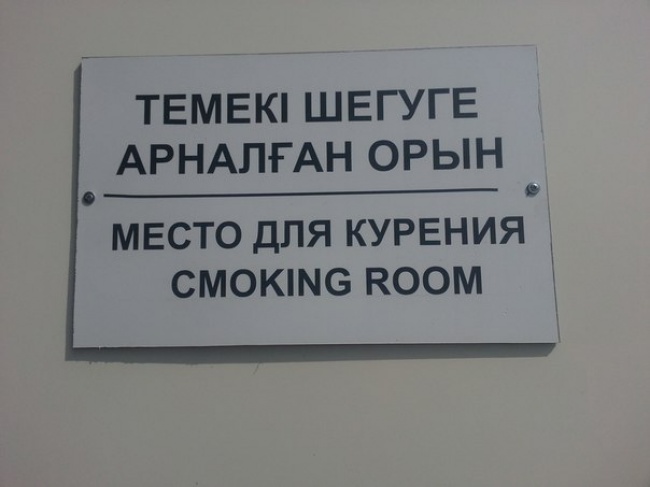 ТЕМЕКІ ШЕГУГЕ
АРНАЛҒАН ОРЫН
МЕСТО ДЛЯ КУРЕНИЯ
CMOKING ROOM